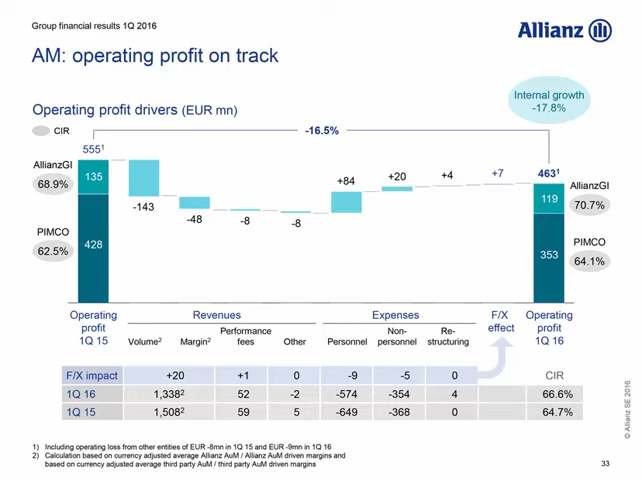 Group financial results 1Q 2016
Allianz
AM: operating profit on track
Internal growth
-17.8%
Operating profit drivers (EUR mn)
CIR
-16.5%
555¹
AllianzGI
68.9%
135
PIMCO
62.5%
428
-143
-48
-8
-8
+84
+20
+4
+7
463¹
119
AllianzGI
70.7%
353
PIMCO
64.1%
Operating profit 1Q 15
Revenues
Volume²
Margin²
Performance fees
Other
Expenses
Personnel
Non-personnel
Re-structuring
F/X effect
Operating profit 1Q 16
F/X impact +20 +1 0 -9 -5 0 CIR
1Q 16 1,338² 52 -2 -574 -354 4 66.6%
1Q 15 1,508² 59 5 -649 -368 0 64.7%
1) Including operating loss from other entities of EUR -8mn in 1Q 15 and EUR -9mn in 1Q 16
2) Calculation based on currency adjusted average Allianz AuM / Allianz AuM driven margins and
based on currency adjusted average third party AuM / third party AuM driven margins
© Allianz SE 2016
33